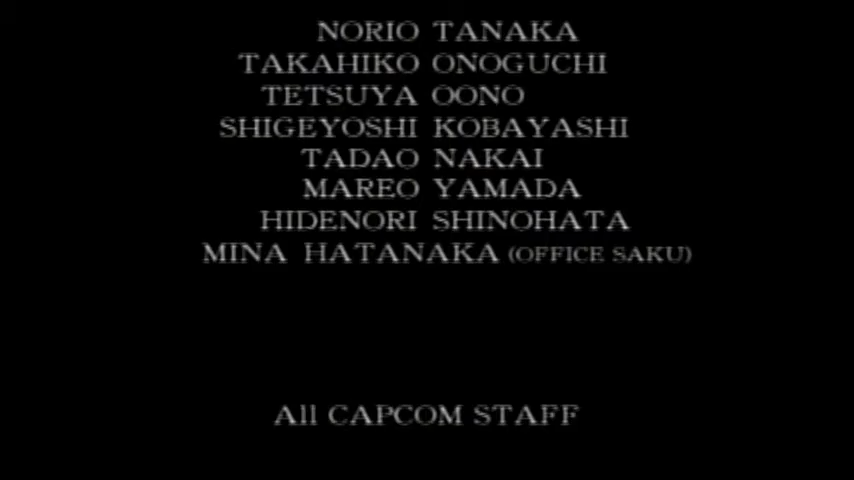 NORIO TANAKA
TAKAHIKO ONOGUCHI
TETSUYA OONO
SHIGEYOSHI KOBAYASHI
TADAO NAKAI
MAREO YAMADA
HIDENORI SHINOHATA
MINA HATANAKA (OFFICE SAKU)
All CAPCOM STAFF